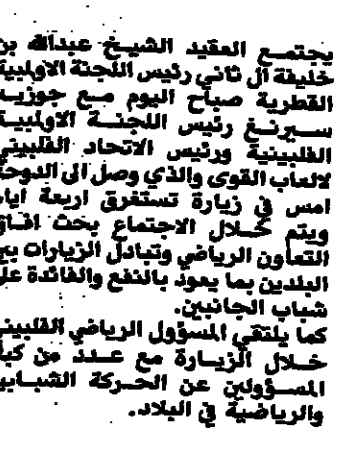 يجتمع العقيد الشيخ عبدالله بن
خليفة آل ثاني رئيس اللجنة الاولمبية
القطرية صباح اليوم مع جوزيـ
سيرنغ رئيس اللجنة الاولمبية
الفلبينية ورئيس الاتحاد الفلبيني
لالعاب القوى والذي وصل الى الدوحة
امس في زيارة تستغرق اربعة ايام
ويتم خلال الاجتماع بحث افاق
التعاون الرياضي وتبادل الزيارات بين
البلدين بما يعود بالنفع والفائدة على
شباب الجانبين.
كما يلتقي المسؤول الرياضي الفلبيني
خلال الزيارة مع عدد من كبار
المسؤولين عن الحركة الشبابية
والرياضية في البلاد.